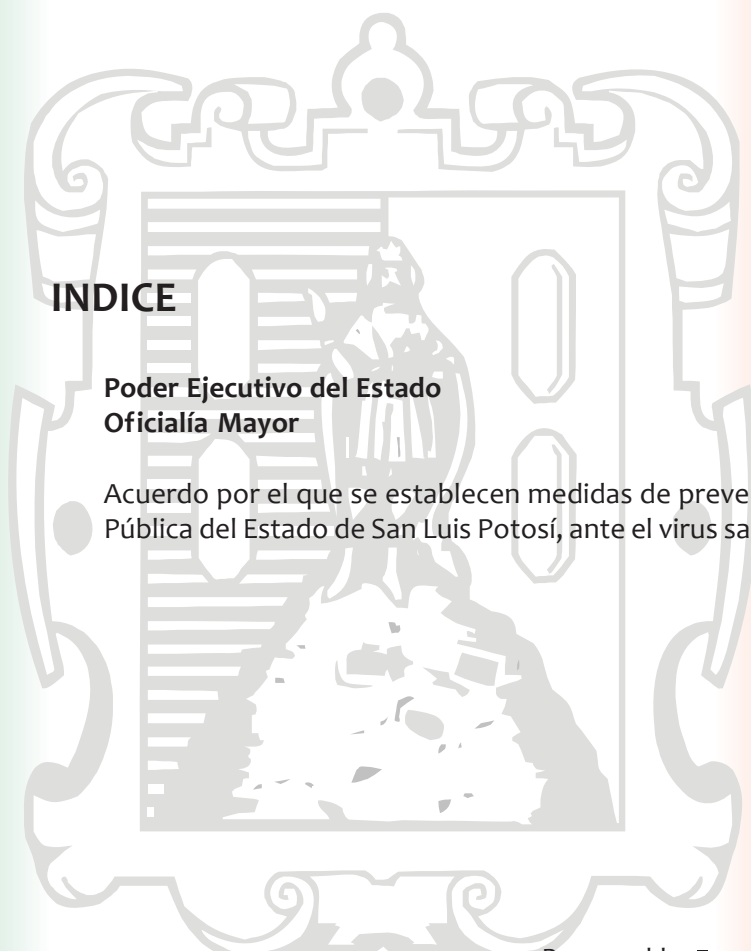 INDICE
Poder Ejecutivo del Estado
Oficialía Mayor
Acuerdo por el que se establecen medidas de preve
Pública del Estado de San Luis Potosí, ante el virus sa